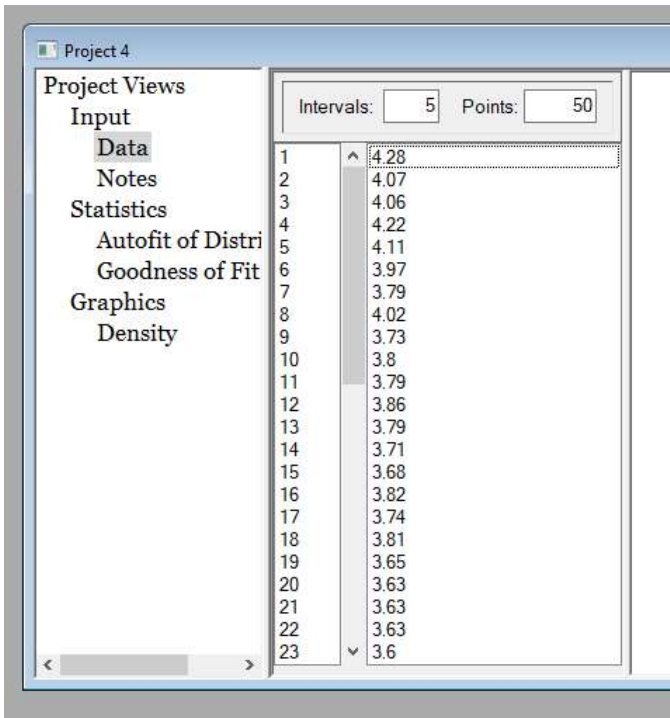 Project 4
Project Views
Input
Data
Notes
Statistics
Autofit of Distri
Goodness of Fit
Graphics
Density
Intervals: 5 Points: 50
1 4.28
2 4.07
3 4.06
4 4.22
5 4.11
6 3.97
7 3.79
8 4.02
9 3.73
10 3.8
11 3.79
12 3.86
13 3.79
14 3.71
15 3.68
16 3.82
17 3.74
18 3.81
19 3.65
20 3.63
21 3.63
22 3.63
23 3.6